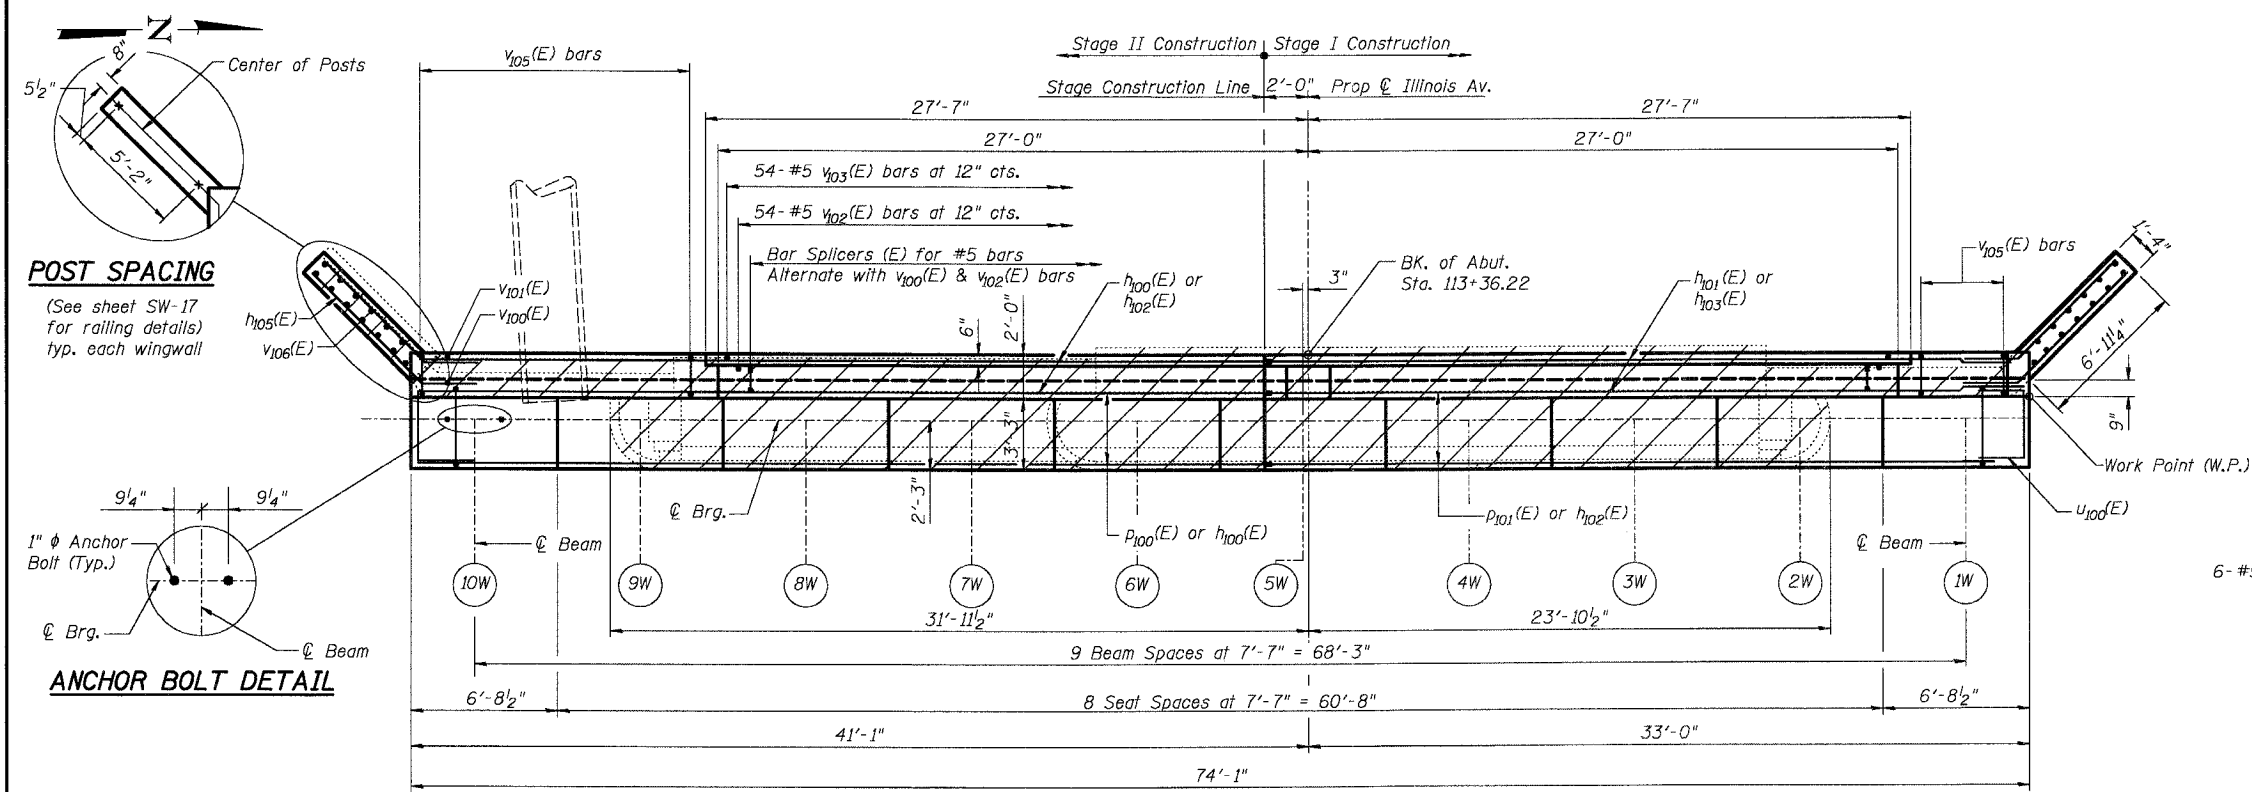 N
8"
Center of Posts
5½"
5'-2"
POST SPACING
(See sheet SW-17
for railing details)
typ. each wingwall
Stage II Construction
Stage I Construction
Stage Construction Line
2'-0"
Prop ℄ Illinois Av.
v105(E) bars
27'-7"
27'-7"
27'-0"
27'-0"
54-#5 v103(E) bars at 12" cts.
54-#5 v102(E) bars at 12" cts.
Bar Splicers (E) for #5 bars
Alternate with v100(E) & v102(E) bars
h100(E) or
h102(E)
3"
BK. of Abut.
Sta. 113+36.22
h101(E) or
h103(E)
v105(E) bars
1'-4"
6'-11¼"
9"
v101(E)
v100(E)
h105(E)
v106(E)
6"
2'-0"
3'-3"
2'-3"
Work Point (W.P.)
u100(E)
℄ Brg.
p100(E) or h100(E)
p101(E) or h102(E)
℄ Beam
℄ Beam
9¼"
9¼"
1" ϕ Anchor
Bolt (Typ.)
℄ Brg.
℄ Beam
ANCHOR BOLT DETAIL
10W
9W
8W
7W
6W
5W
4W
3W
2W
1W
6-#5
31'-11½"
23'-10½"
9 Beam Spaces at 7'-7" = 68'-3"
6'-8½"
8 Seat Spaces at 7'-7" = 60'-8"
6'-8½"
41'-1"
33'-0"
74'-1"